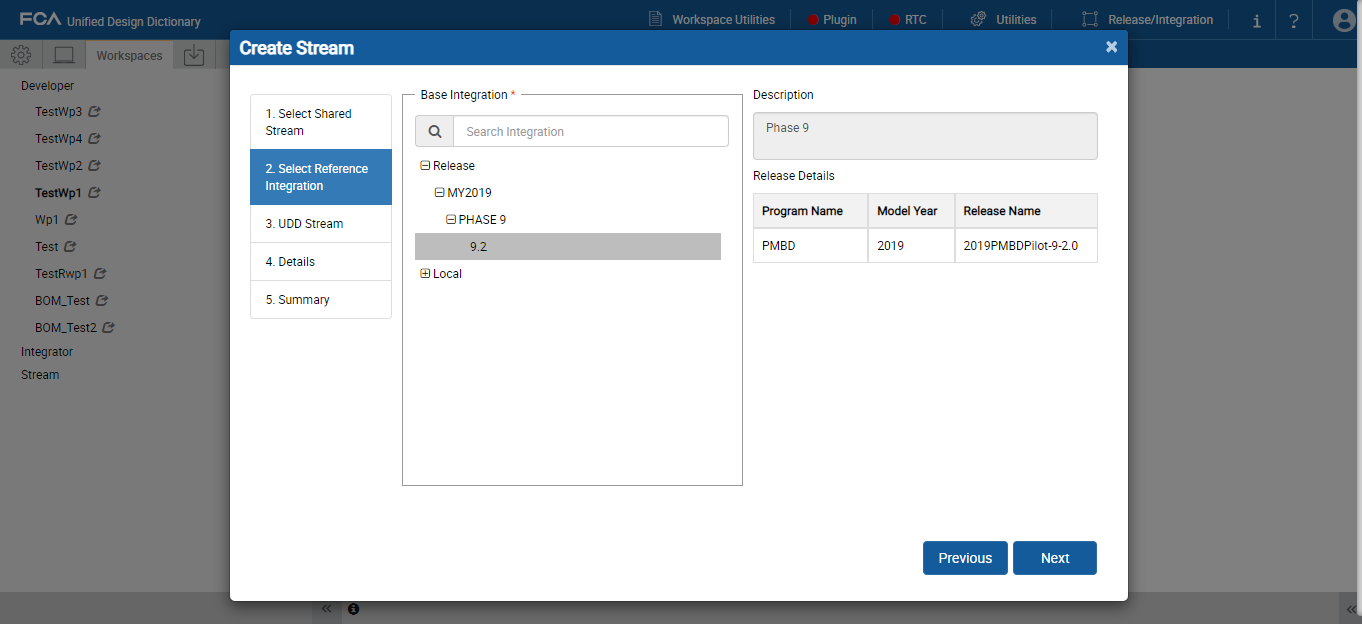 FCA Unified Design Dictionary
Workspace Utilities
Plugin
RTC
Utilities
Release/Integration
i
?
Workspaces
Developer
TestWp3
TestWp4
TestWp2
TestWp1
Wp1
Test
TestRwp1
BOM_Test
BOM_Test2
Integrator
Stream
Create Stream
×
1. Select Shared
Stream
2. Select Reference
Integration
3. UDD Stream
4. Details
5. Summary
Base Integration *
Search Integration
Release
MY2019
PHASE 9
9.2
Local
Description
Phase 9
Release Details
Program Name Model Year Release Name
PMBD 2019 2019PMBDPilot-9-2.0
Previous
Next